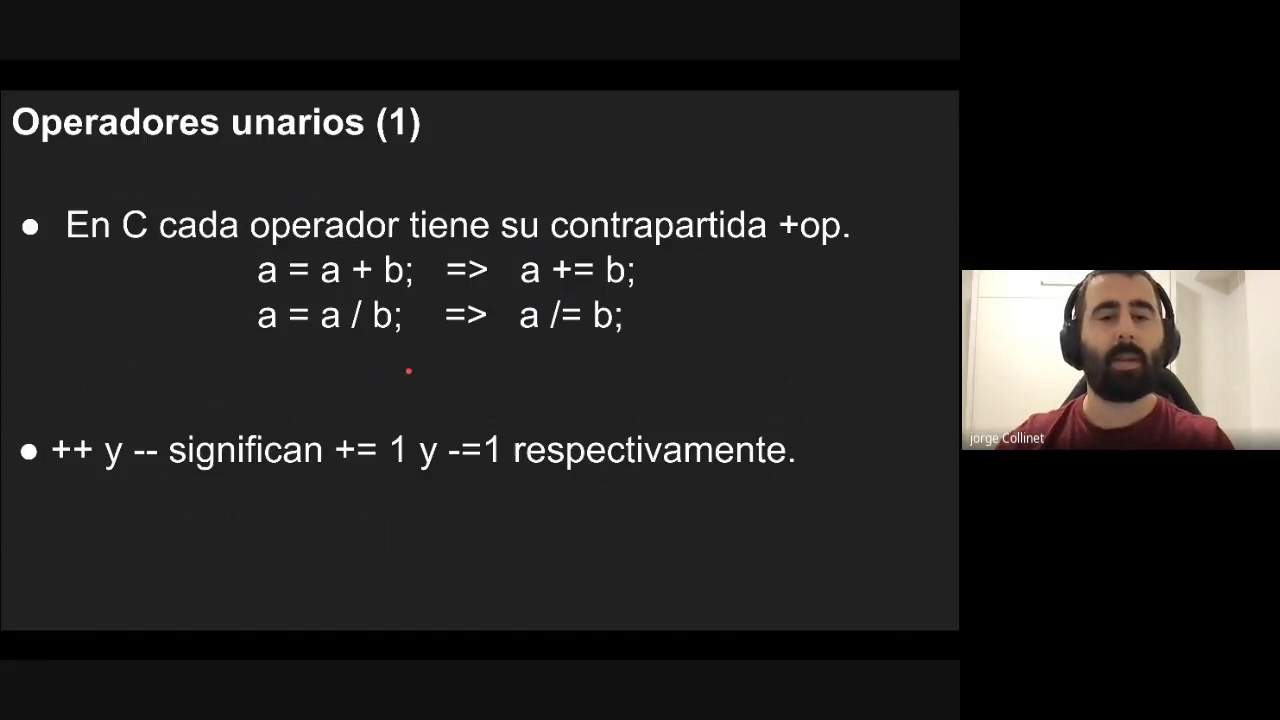 Operadores unarios (1)
● En C cada operador tiene su contrapartida +op.
a = a + b; => a += b;
a = a / b; => a /= b;
● ++ y -- significan += 1 y -=1 respectivamente.
jorge Collinet